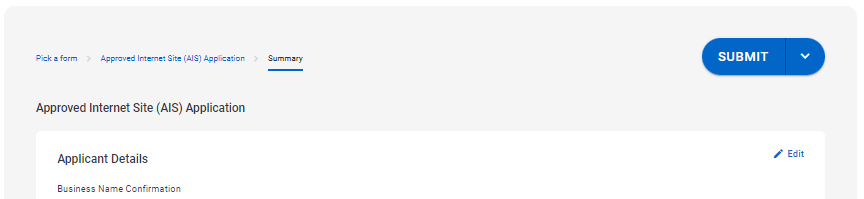 Pick a form > Approved Internet Site (AIS) Application > Summary
SUBMIT
Approved Internet Site (AIS) Application
Applicant Details
Edit
Business Name Confirmation